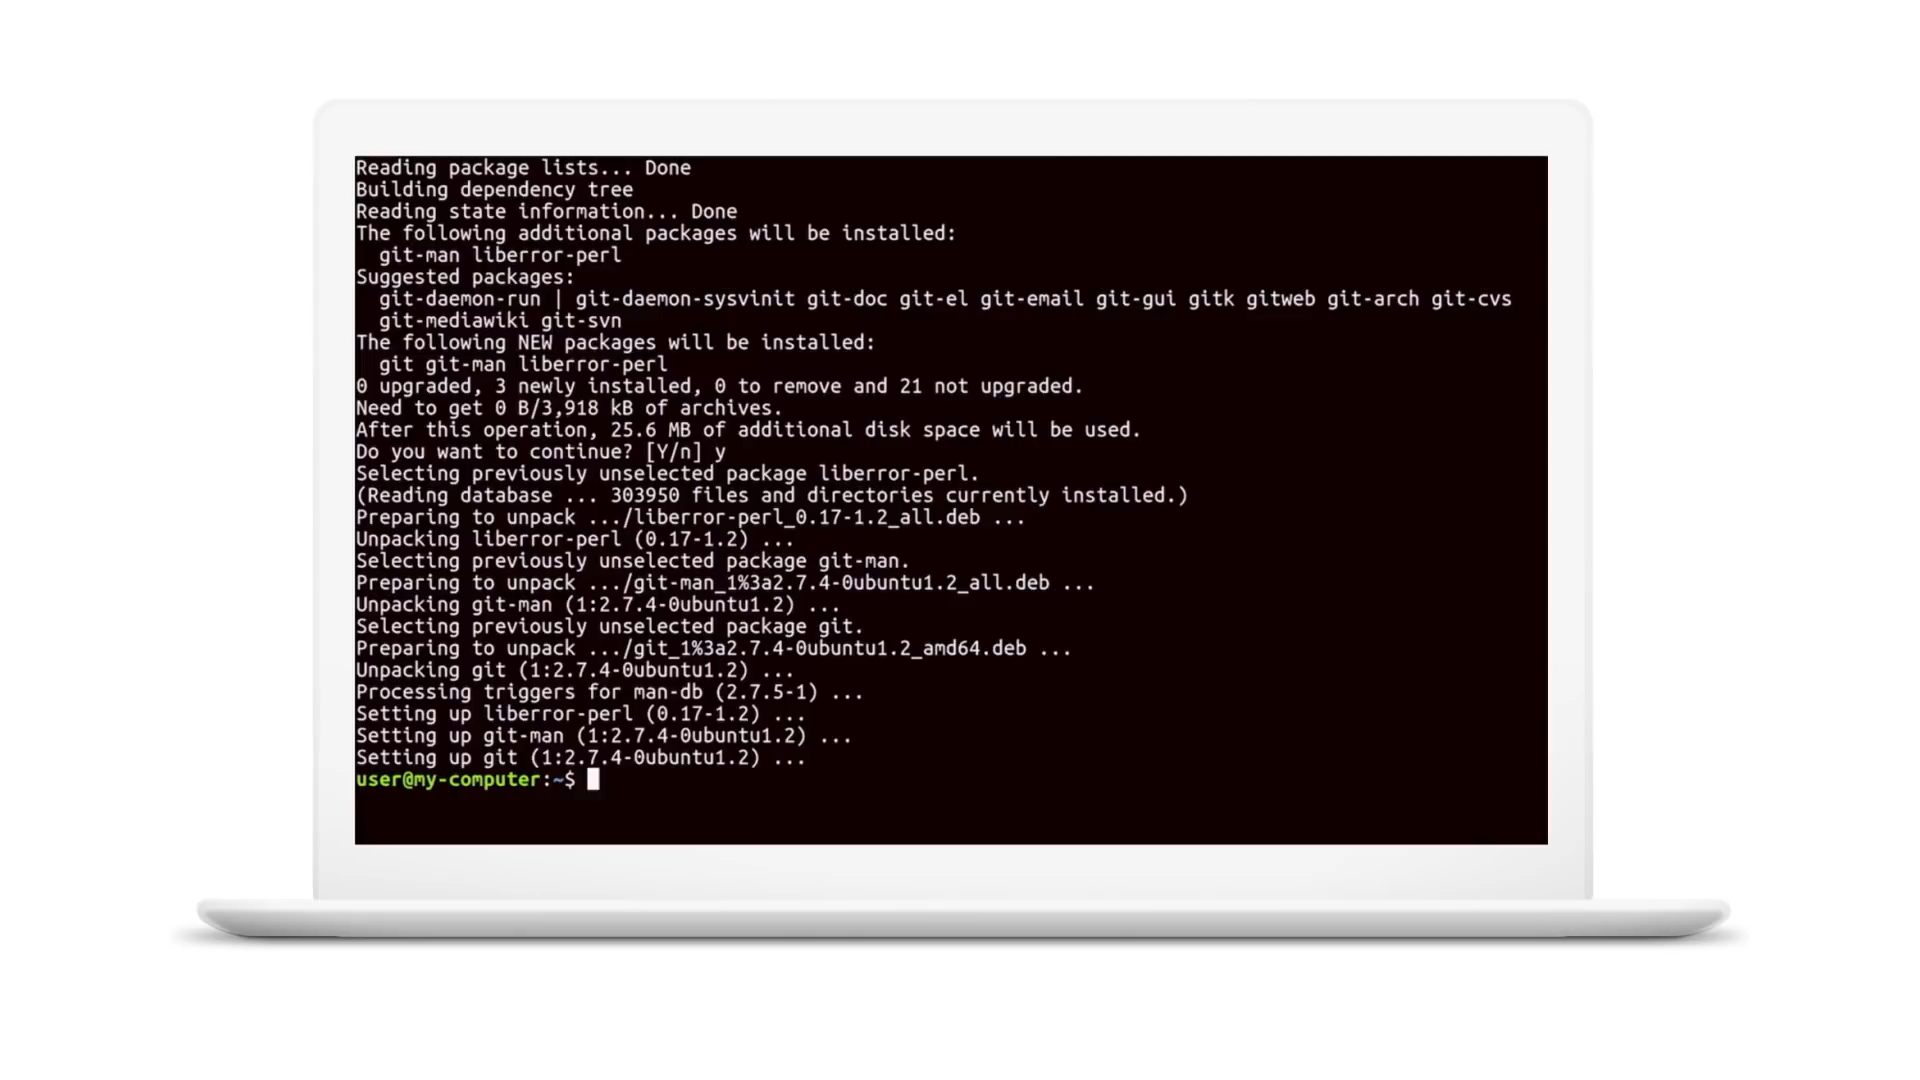 Reading package lists... Done
Building dependency tree
Reading state information... Done
The following additional packages will be installed:
  git-man liberror-perl
Suggested packages:
  git-daemon-run | git-daemon-sysvinit git-doc git-el git-email git-gui gitk gitweb git-arch git-cvs
  git-mediawiki git-svn
The following NEW packages will be installed:
  git git-man liberror-perl
0 upgraded, 3 newly installed, 0 to remove and 21 not upgraded.
Need to get 0 B/3,918 kB of archives.
After this operation, 25.6 MB of additional disk space will be used.
Do you want to continue? [Y/n] y
Selecting previously unselected package liberror-perl.
(Reading database ... 303950 files and directories currently installed.)
Preparing to unpack .../liberror-perl_0.17-1.2_all.deb ...
Unpacking liberror-perl (0.17-1.2) ...
Selecting previously unselected package git-man.
Preparing to unpack .../git-man_1%3a2.7.4-0ubuntu1.2_all.deb ...
Unpacking git-man (1:2.7.4-0ubuntu1.2) ...
Selecting previously unselected package git.
Preparing to unpack .../git_1%3a2.7.4-0ubuntu1.2_amd64.deb ...
Unpacking git (1:2.7.4-0ubuntu1.2) ...
Processing triggers for man-db (2.7.5-1) ...
Setting up liberror-perl (0.17-1.2) ...
Setting up git-man (1:2.7.4-0ubuntu1.2) ...
Setting up git (1:2.7.4-0ubuntu1.2) ...
user@my-computer:~$